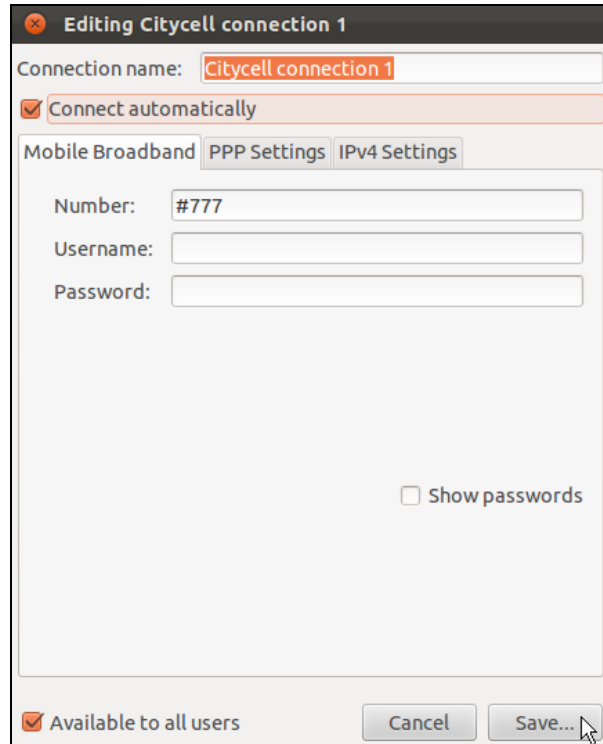 Editing Citycell connection 1
Connection name: Citycell connection 1
Connect automatically
Mobile Broadband PPP Settings IPv4 Settings
Number: #777
Username:
Password:
Show passwords
Available to all users Cancel Save...